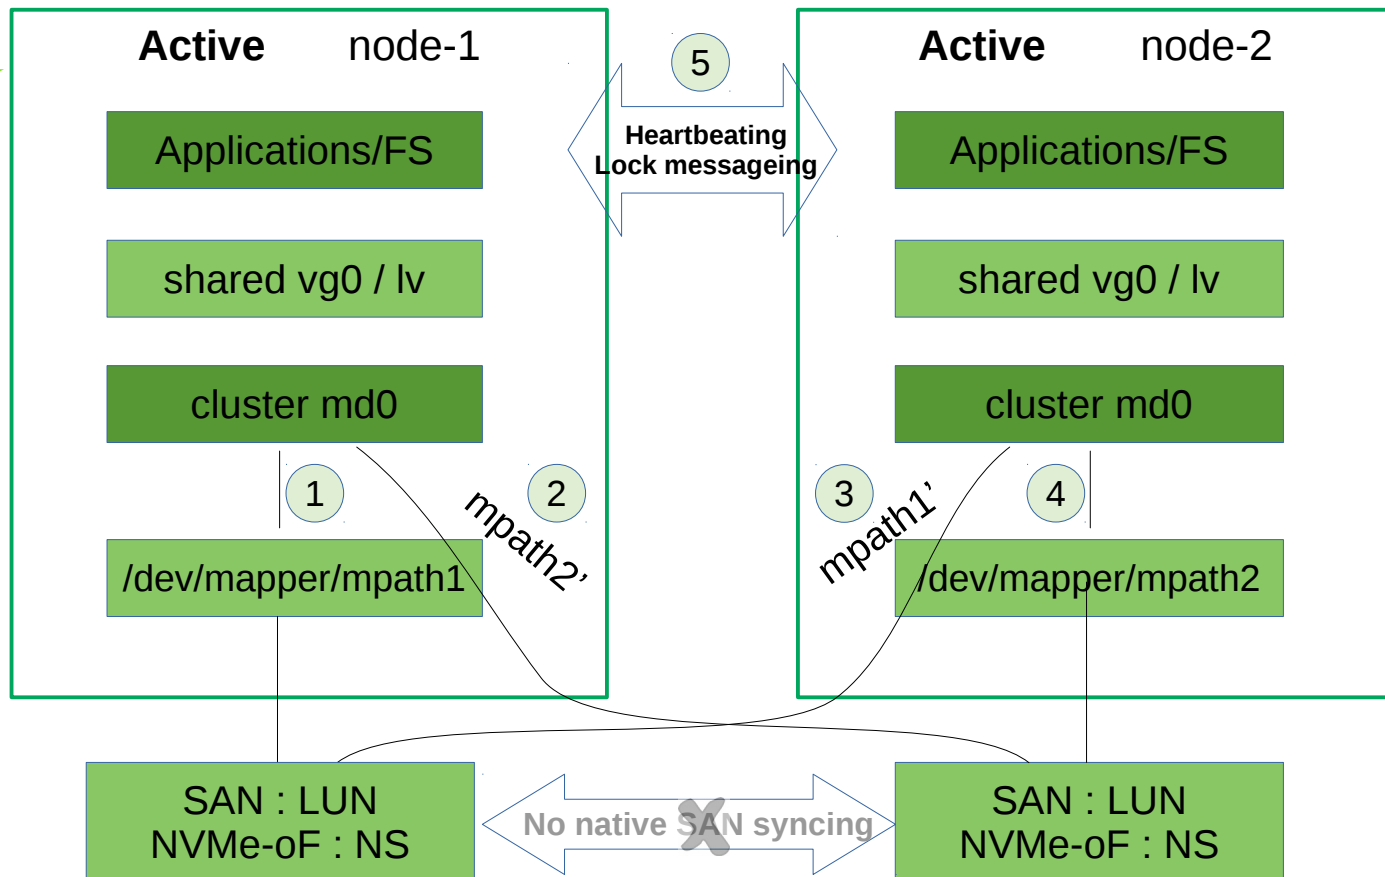 Active node-1
Applications/FS
shared vg0 / lv
cluster md0
1
2
mpath2’
/dev/mapper/mpath1
SAN : LUN
NVMe-oF : NS
5
Heartbeating
Lock messageing
No native SAN syncing
Active node-2
Applications/FS
shared vg0 / lv
cluster md0
3
4
mpath1’
/dev/mapper/mpath2
SAN : LUN
NVMe-oF : NS